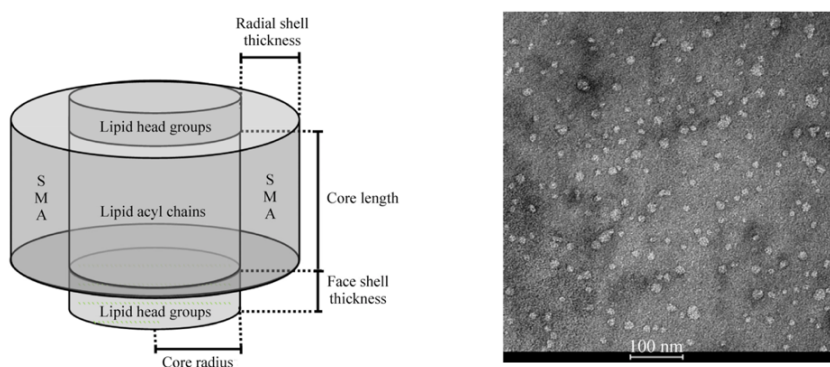 Radial shell
thickness
Lipid head groups
S
M
A
Lipid acyl chains
S
M
A
Core length
Face shell
thickness
Lipid head groups
Core radius
100 nm